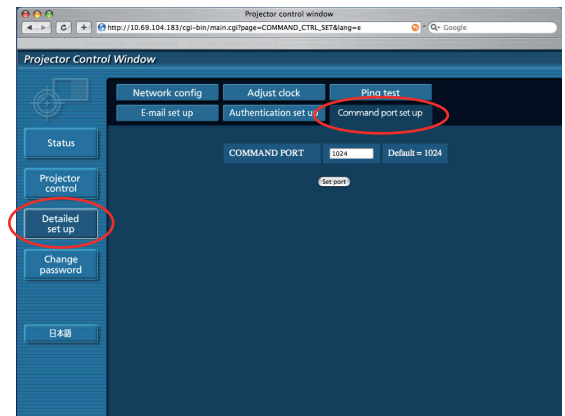 Projector control window
http://10.69.104.183/cgi-bin/main.cgi?page=COMMAND_CTRL_SET&lang=e
Google
Projector Control Window
Network config Adjust clock Ping test
E-mail set up Authentication set up Command port set up
Status
COMMAND PORT 1024 Default = 1024
Set port
Projector
control
Detailed
set up
Change
password
日本語